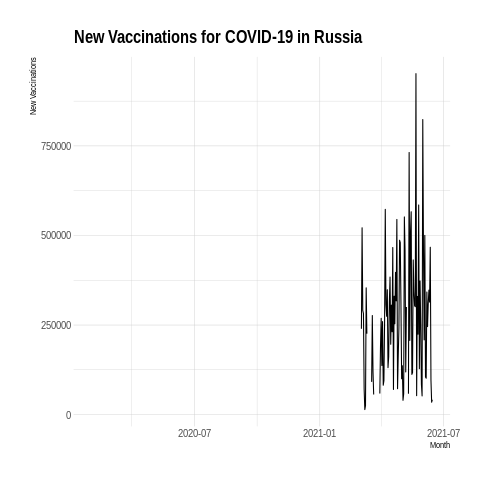 New Vaccinations for COVID-19 in Russia
New Vaccinations
750000
500000
250000
0
2020-07
2021-01
2021-07
Month